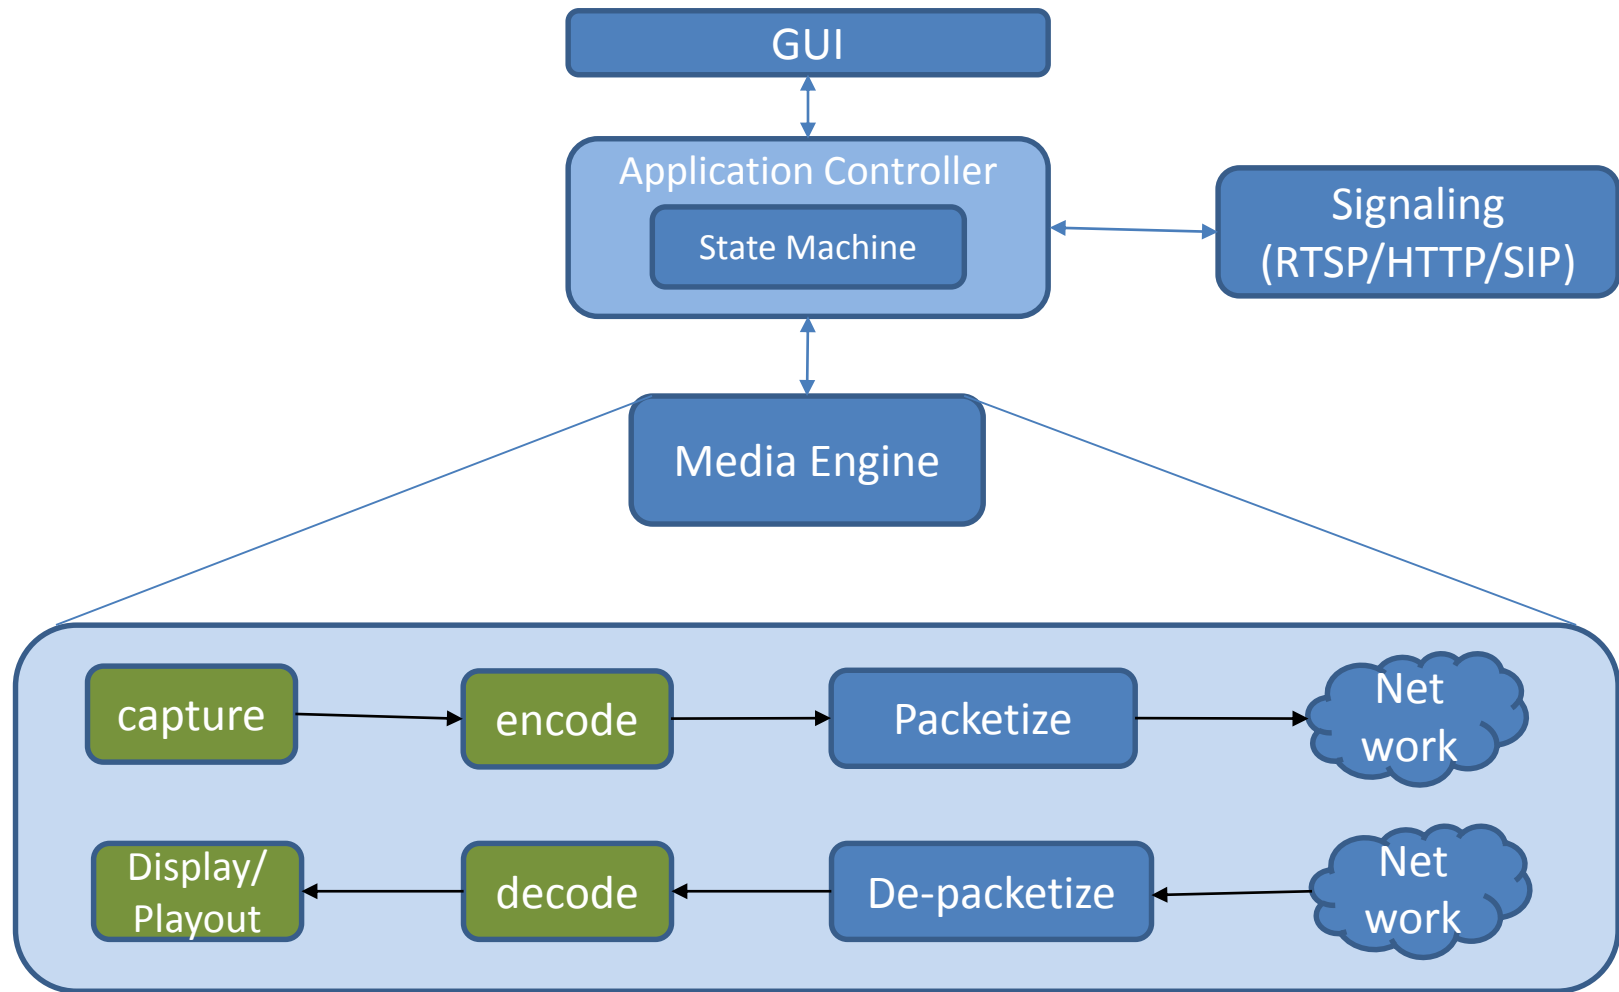 GUI
Application Controller
State Machine
Signaling
(RTSP/HTTP/SIP)
Media Engine
capture
encode
Packetize
Net
work
Display/
Playout
decode
De-packetize
Net
work